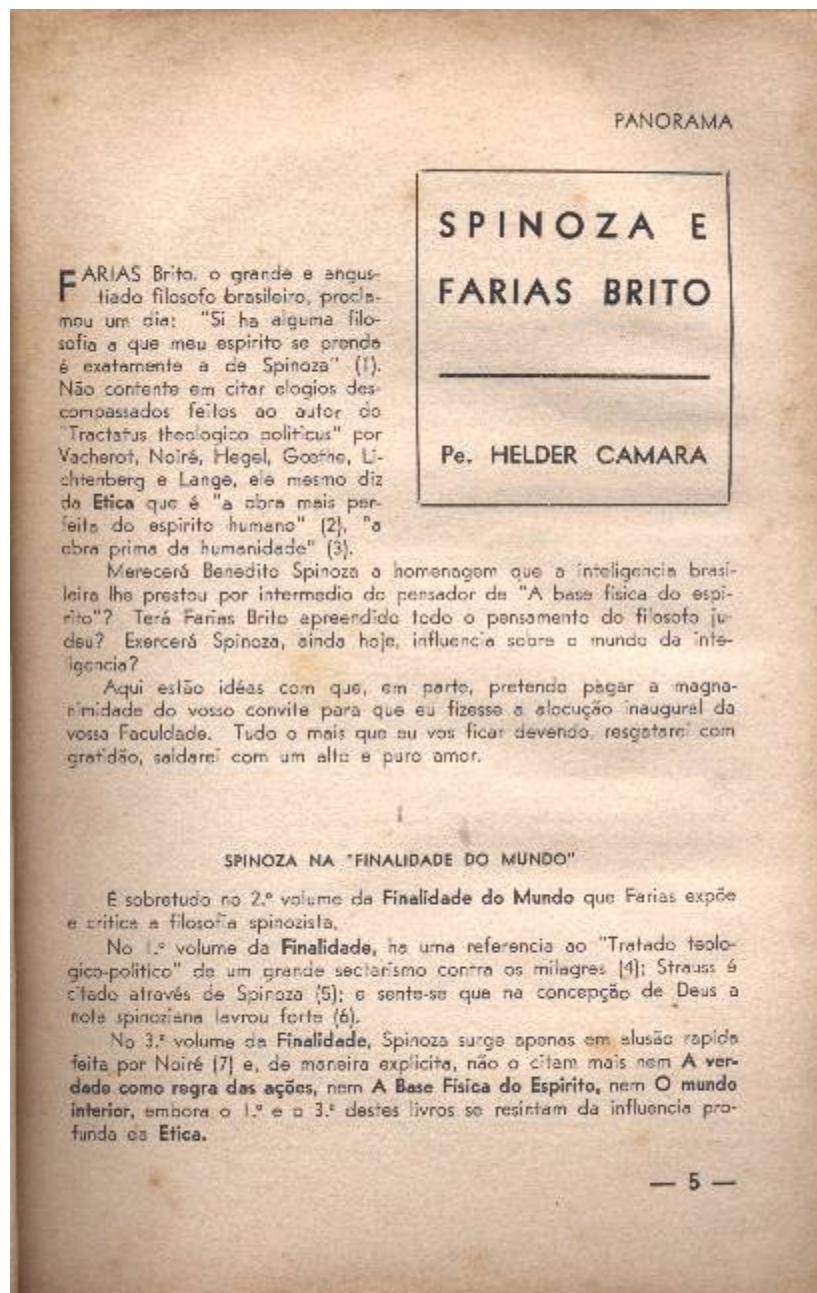 PANORAMA
SPINOZA E
FARIAS BRITO
Pe. HELDER CAMARA
FARIAS Brito, o grande e angus-
tiado filosofo brasileiro, procla-
mou um dia: "Si ha alguma filo-
sofia a que meu espirito se prenda
é exatamente a de Spinoza" (1).
Não contente em citar elogios des-
compassados feitos ao autor do
"Tractatus theologico politicus" por
Vacherot, Noiré, Hegel, Gœthe, Li-
chtenberg e Lange, ele mesmo diz
da Etica que é "a obra mais per-
feita do espirito humano" (2), "a
obra prima da humanidade" (3).
Merecerá Benedito Spinoza a homenagem que a inteligencia brasi-
leira lhe prestou por intermedio do pensador de "A base fisica do espi-
rito"? Terá Farias Brito apreendido todo o pensamento do filosofo ju-
deu? Exercerá Spinoza, ainda hoje, influencia sobre o mundo da inte-
ligencia?
Aqui estão idéas com que, em parte, pretendo pagar a magna-
nimidade do vosso convite para que eu fizesse a alocução inaugural da
vossa Faculdade. Tudo o mais que eu vos ficar devendo, resgatarei com
gratidão, saldarei com um alto e puro amor.
I
SPINOZA NA "FINALIDADE DO MUNDO"
É sobretudo no 2.º volume da Finalidade do Mundo que Farias expõe
e critica a filosofia spinozista.
No 1.º volume da Finalidade, ha uma referencia ao "Tratado teolo-
gico-politico" de um grande sectarismo contra os milagres (4); Strauss é
citado através de Spinoza (5); e sente-se que na concepção de Deus a
nota spinoziana lavrou forte (6).
No 3.º volume da Finalidade, Spinoza surge apenas em alusão rapida
feita por Noiré (7) e, de maneira explicita, não o citam mais nem A ver-
dade como regra das ações, nem A Base Fisica do Espirito, nem O mundo
interior, embora o 1.º e o 3.º destes livros se resintam da influencia pro-
funda da Etica.
— 5 —